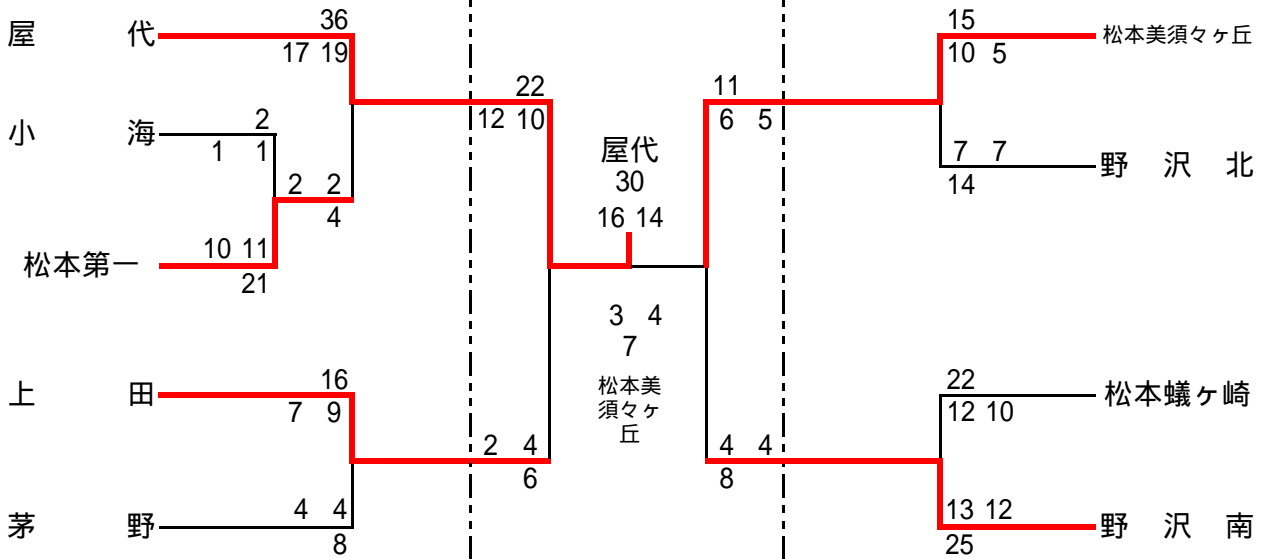 屋 代
36
17 19
小 海
2
1 1
2 2
4
松本第一
10 11
21
上 田
16
7 9
茅 野
4 4
8
22
12 10
2 4
6
屋代
30
16 14
3 4
7
松本美
須々ヶ
丘
11
6 5
4 4
8
15
10 5
松本美須々ヶ丘
7 7
14
野 沢 北
22
12 10
松本蟻ヶ崎
13 12
25
野 沢 南